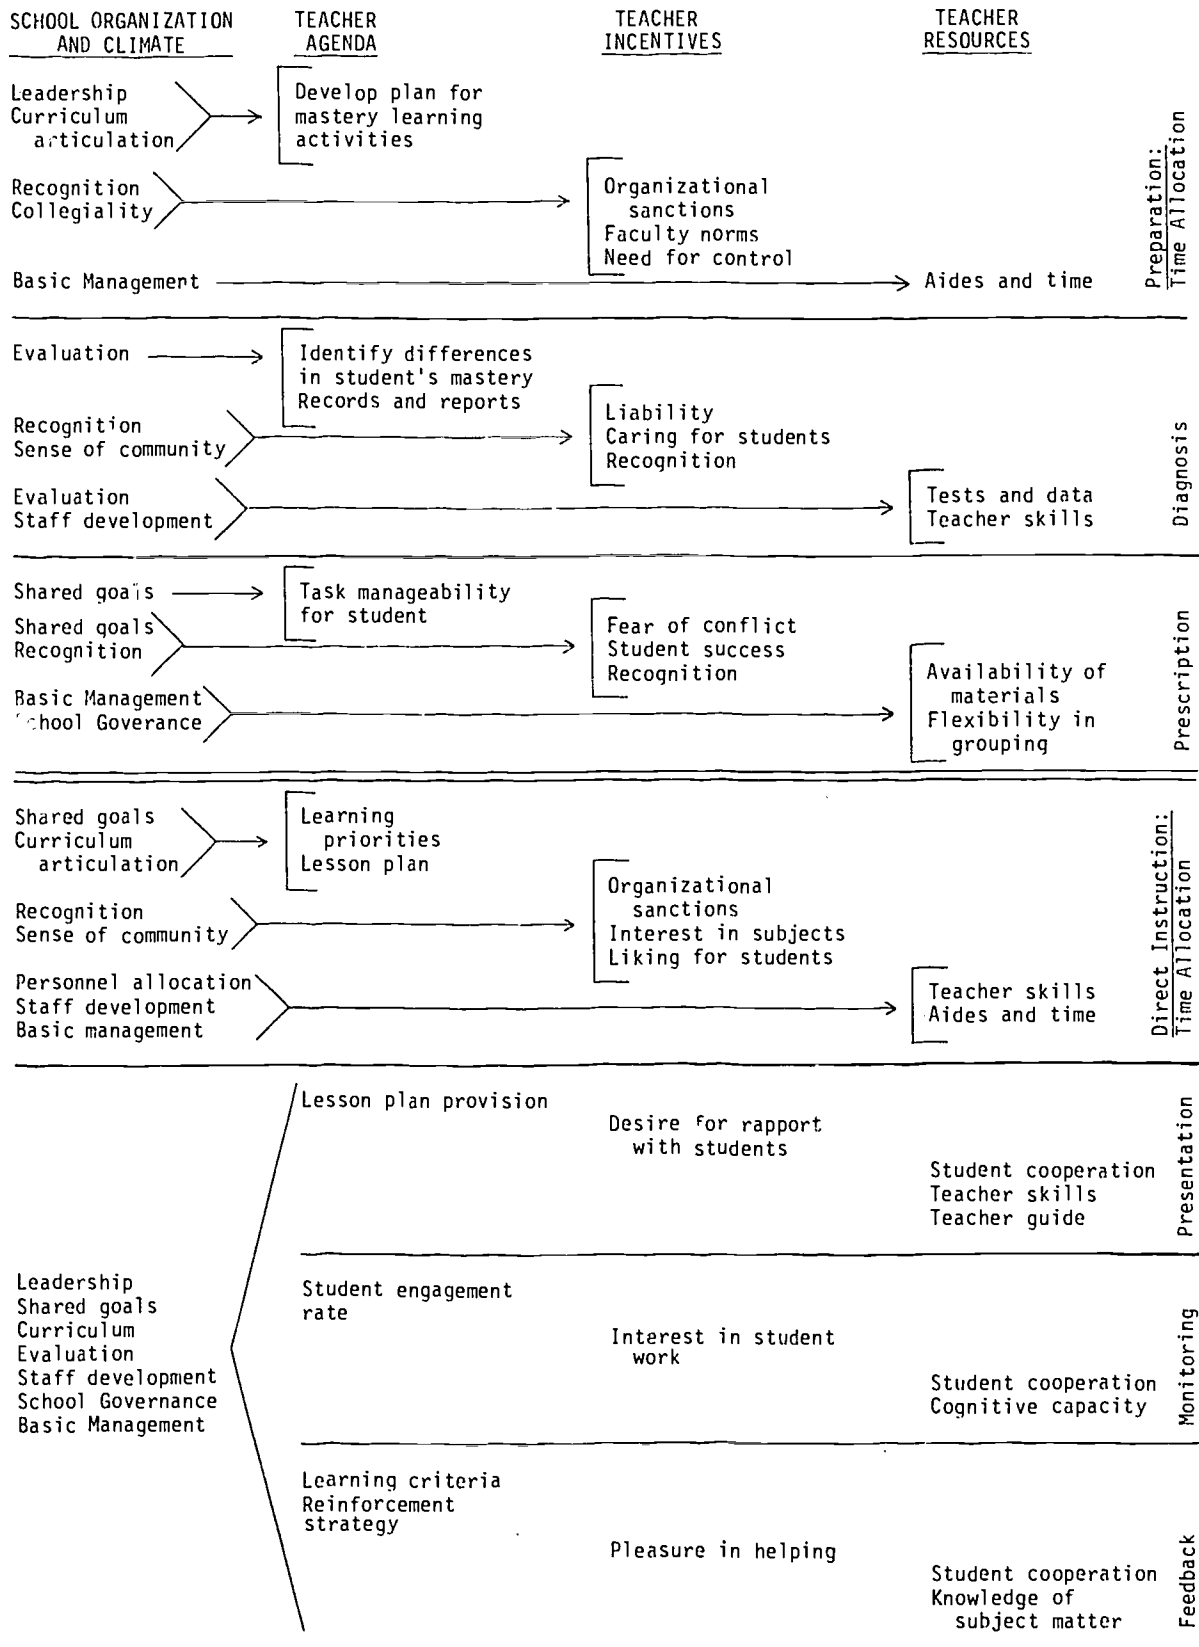 SCHOOL ORGANIZATION
AND CLIMATE
TEACHER
AGENDA
TEACHER
INCENTIVES
TEACHER
RESOURCES
Leadership
Curriculum
articulation
Develop plan for
mastery learning
activities
Recognition
Collegiality
Organizational
sanctions
Faculty norms
Need for control
Basic Management
Aides and time
Preparation:
Time Allocation
Evaluation
Identify differences
in student's mastery
Records and reports
Recognition
Sense of community
Liability
Caring for students
Recognition
Evaluation
Staff development
Tests and data
Teacher skills
Diagnosis
Shared goals
Task manageability
for student
Shared goals
Recognition
Fear of conflict
Student success
Recognition
Basic Management
School Goverance
Availability of
materials
Flexibility in
grouping
Prescription
Shared goals
Curriculum
articulation
Learning
priorities
Lesson plan
Recognition
Sense of community
Organizational
sanctions
Interest in subjects
Liking for students
Personnel allocation
Staff development
Basic management
Teacher skills
Aides and time
Direct Instruction:
Time Allocation
Leadership
Shared goals
Curriculum
Evaluation
Staff development
School Governance
Basic Management
Lesson plan provision
Desire for rapport
with students
Student cooperation
Teacher skills
Teacher guide
Presentation
Student engagement
rate
Interest in student
work
Student cooperation
Cognitive capacity
Monitoring
Learning criteria
Reinforcement
strategy
Pleasure in helping
Student cooperation
Knowledge of
subject matter
Feedback